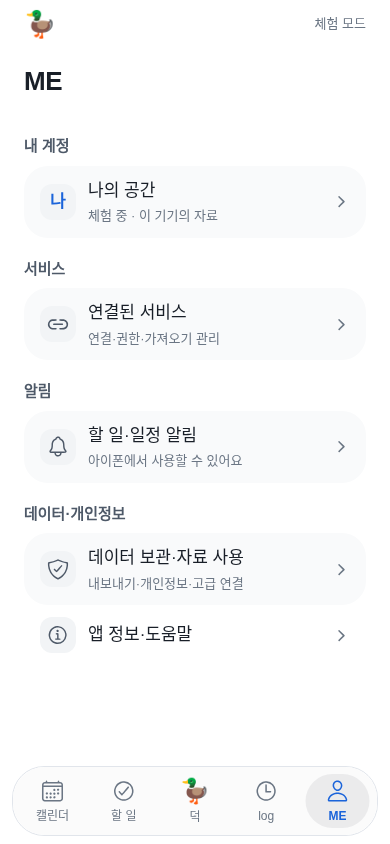 체험 모드
ME
내 계정
나
나의 공간
체험 중 · 이 기기의 자료
서비스
연결된 서비스
연결·권한·가져오기 관리
알림
할 일·일정 알림
아이폰에서 사용할 수 있어요
데이터·개인정보
데이터 보관·자료 사용
내보내기·개인정보·고급 연결
앱 정보·도움말
캘린더
할 일
덕
log
ME